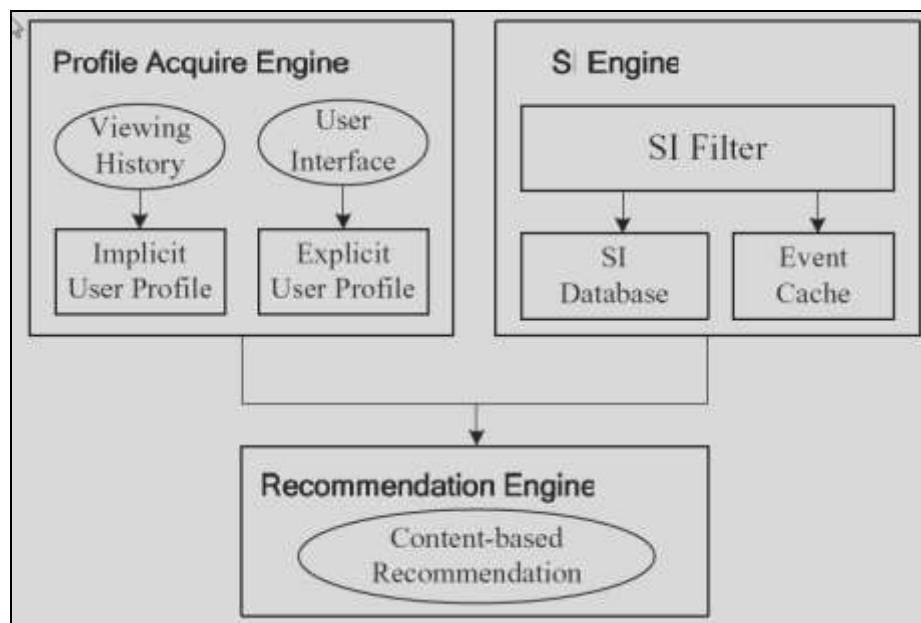 Profile Acquire Engine
Viewing
History
User
Interface
Implicit
User Profile
Explicit
User Profile
SI Engine
SI Filter
SI
Database
Event
Cache
Recommendation Engine
Content-based
Recommendation